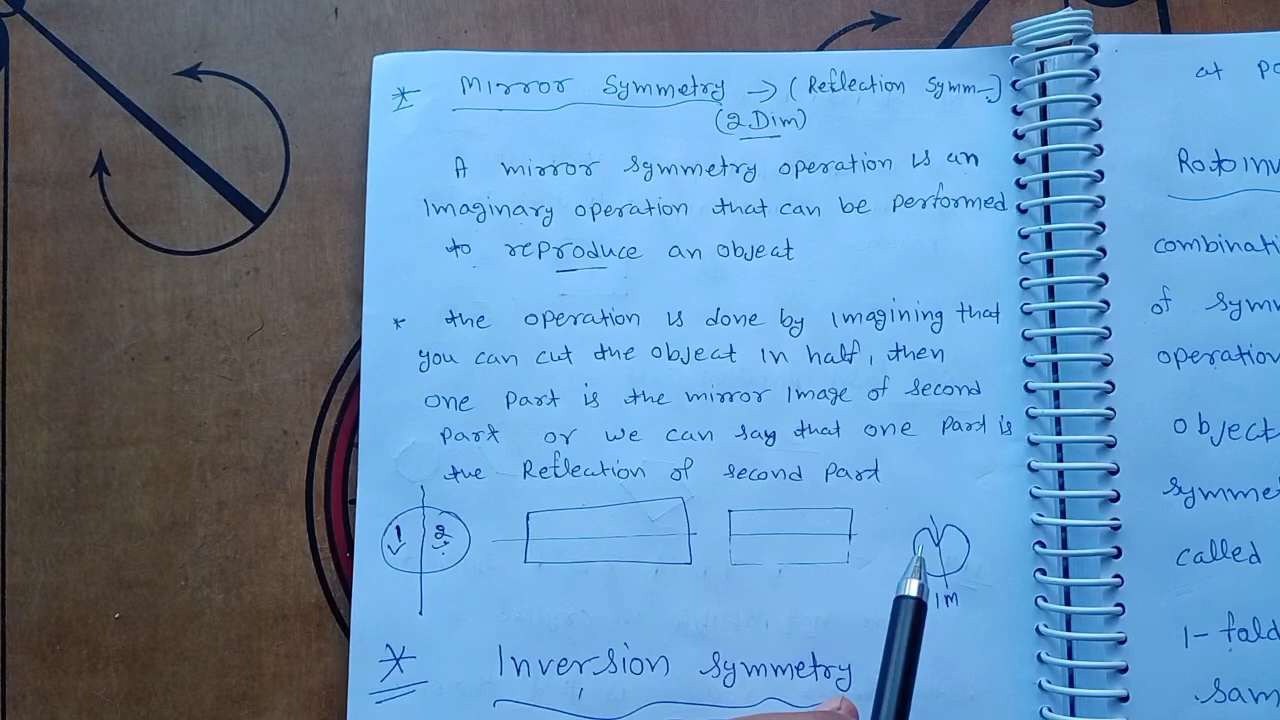 * Mirror Symmetry → (Reflection Symm-)
(2 Dim)
A mirror symmetry operation is an
Imaginary operation that can be performed
to reproduce an object
* the operation is done by imagining that
you can cut the object in half, then
one part is the mirror Image of second
part or we can say that one part is
the Reflection of second part
1 2
1m
* Inversion symmetry
at
combinati
of symm
operation
object
symme
called
1-fold
sam